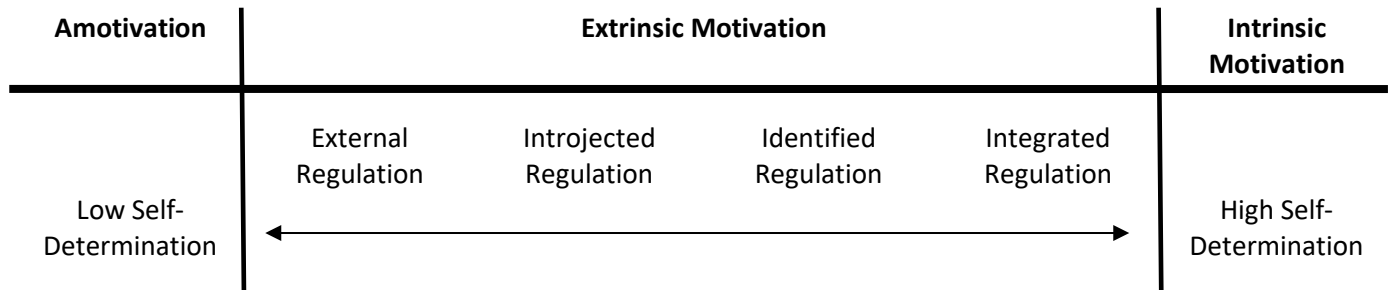 Amotivation
Extrinsic Motivation
Intrinsic
Motivation
External
Regulation
Introjected
Regulation
Identified
Regulation
Integrated
Regulation
Low Self-
Determination
High Self-
Determination